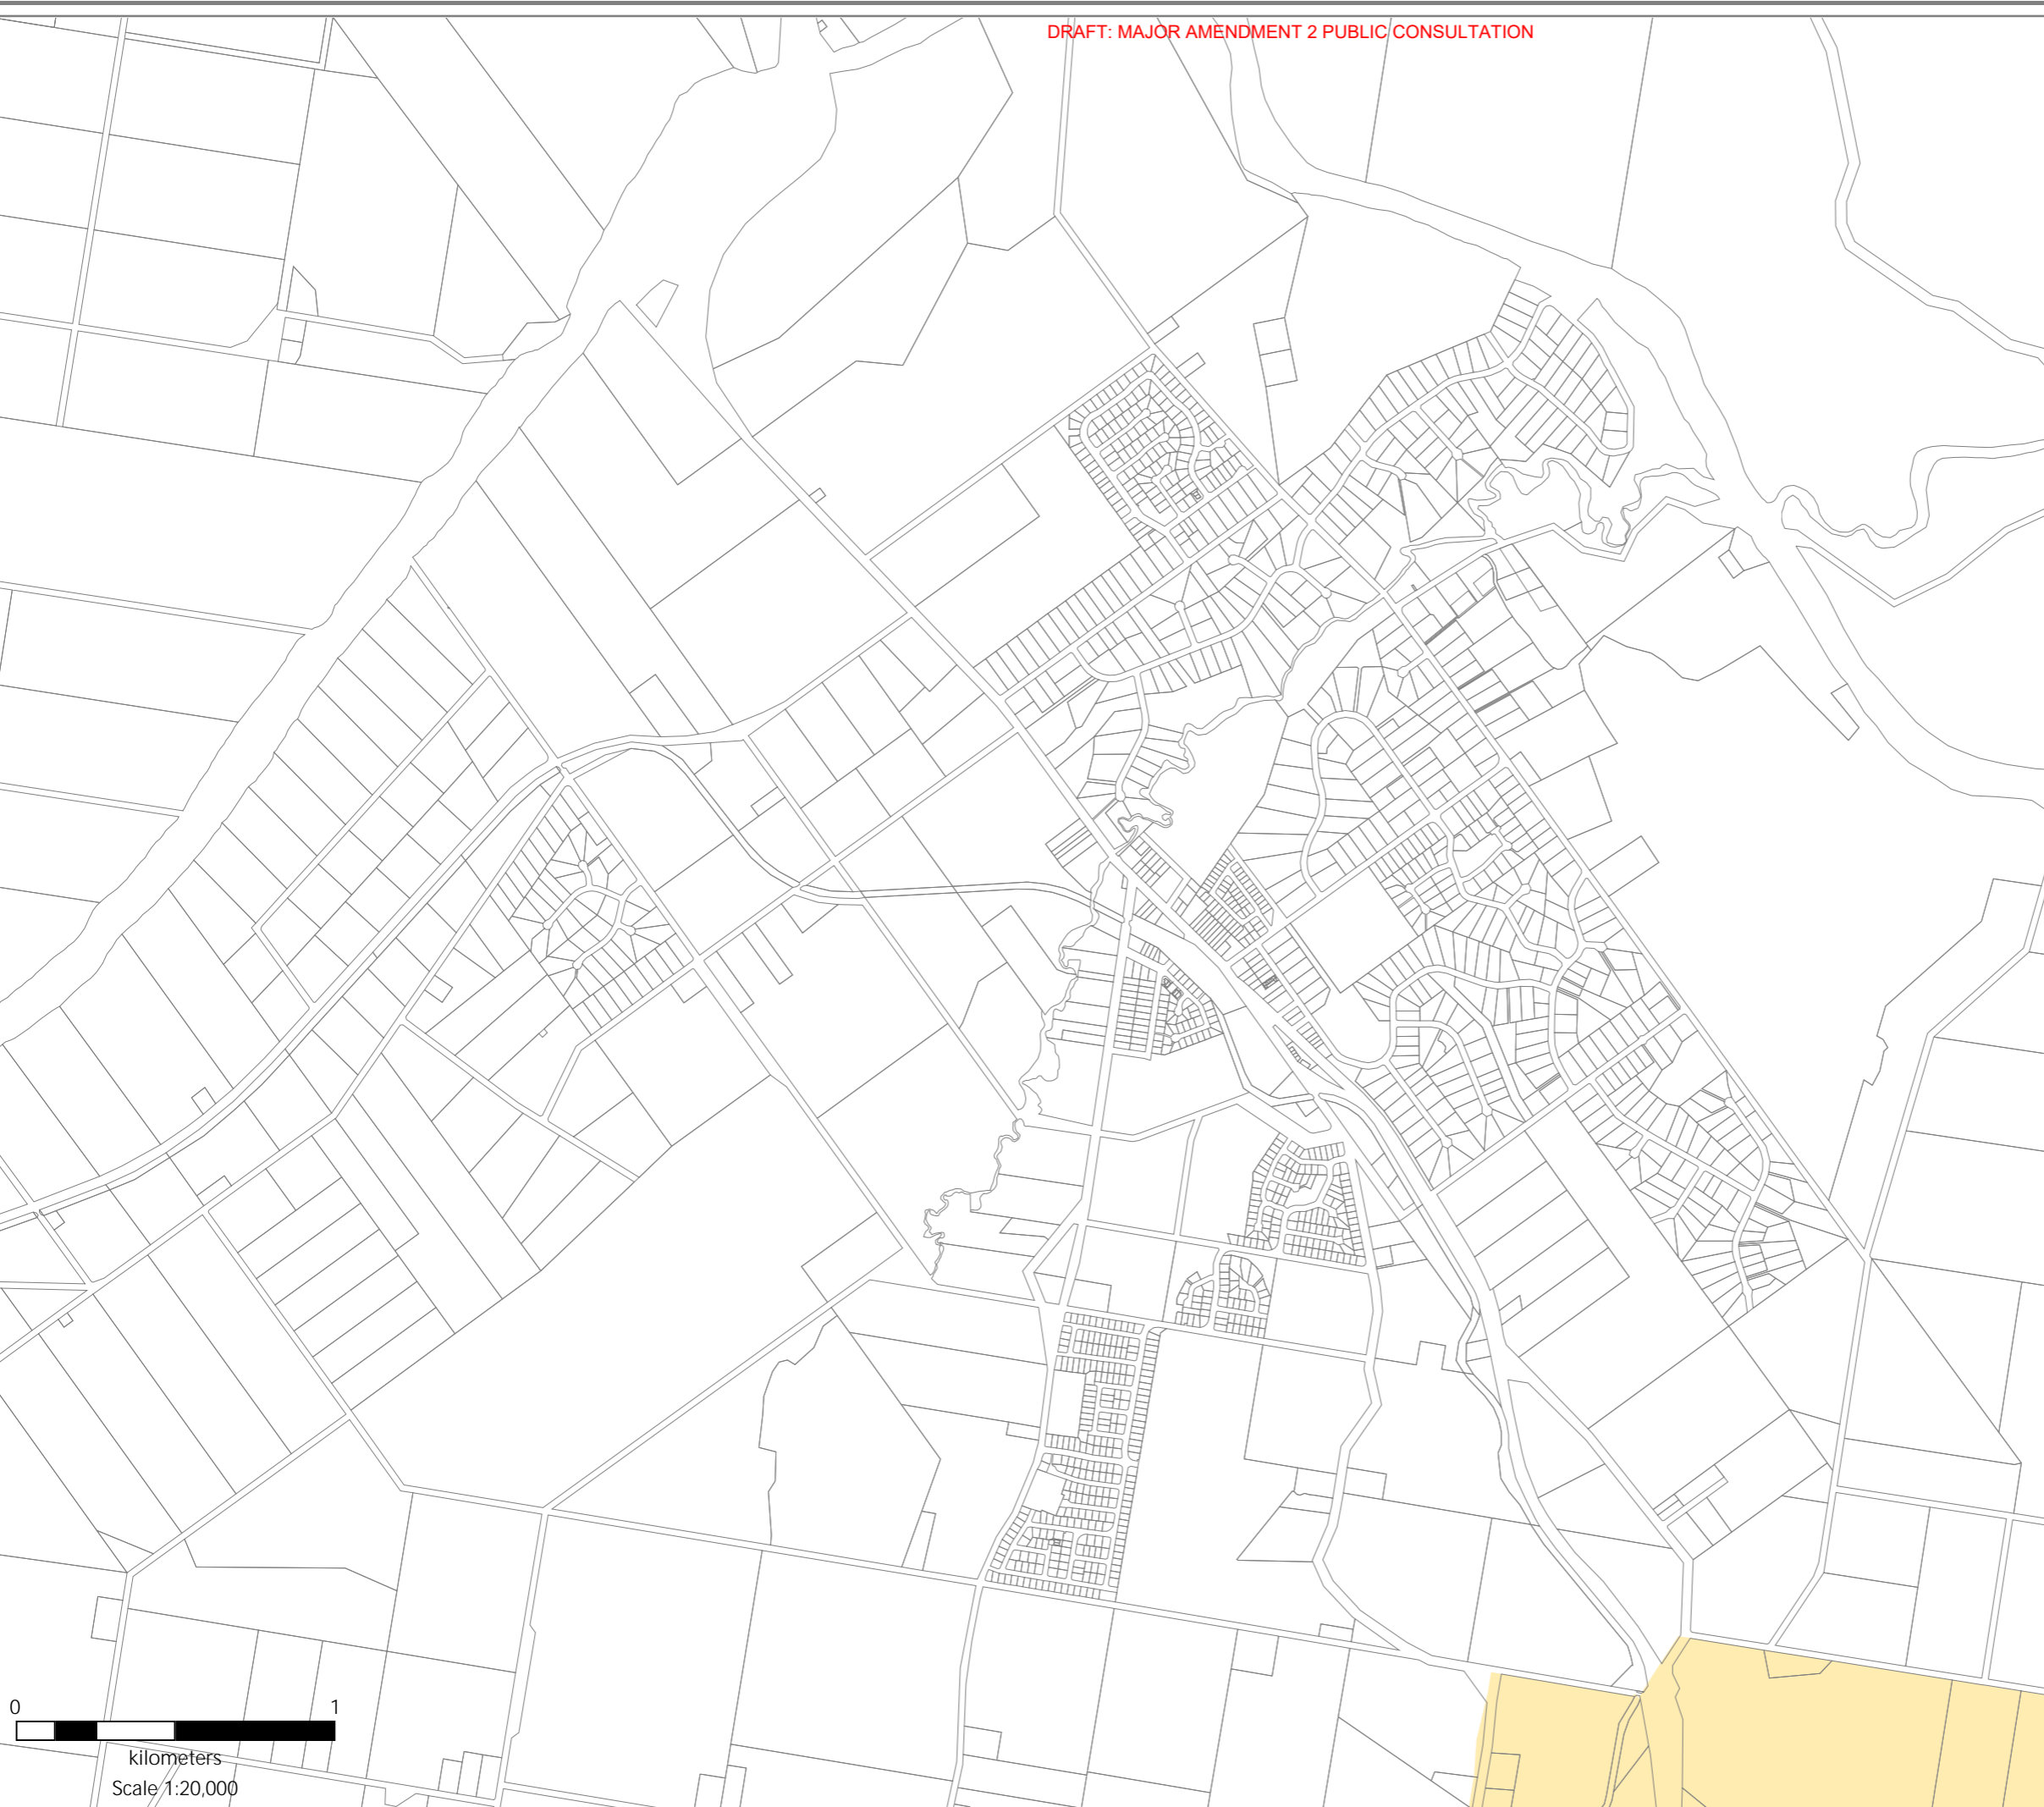 DRAFT: MAJOR AMENDMENT 2 PUBLIC CONSULTATION
0 1
kilometers
Scale 1:20,000